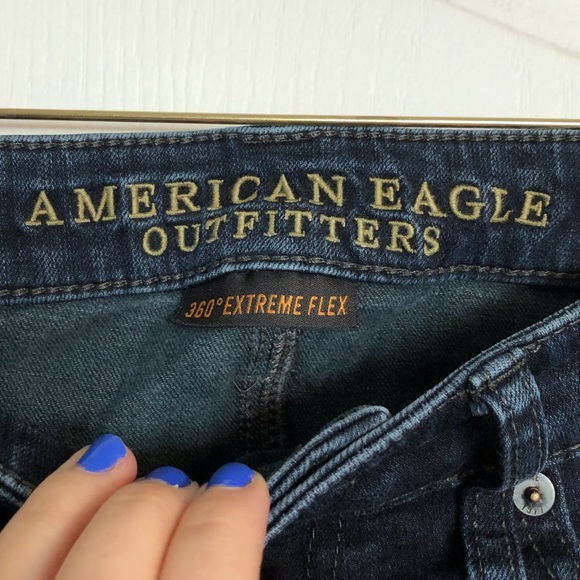 AMERICAN EAGLE
OUTFITTERS
360° EXTREME FLEX